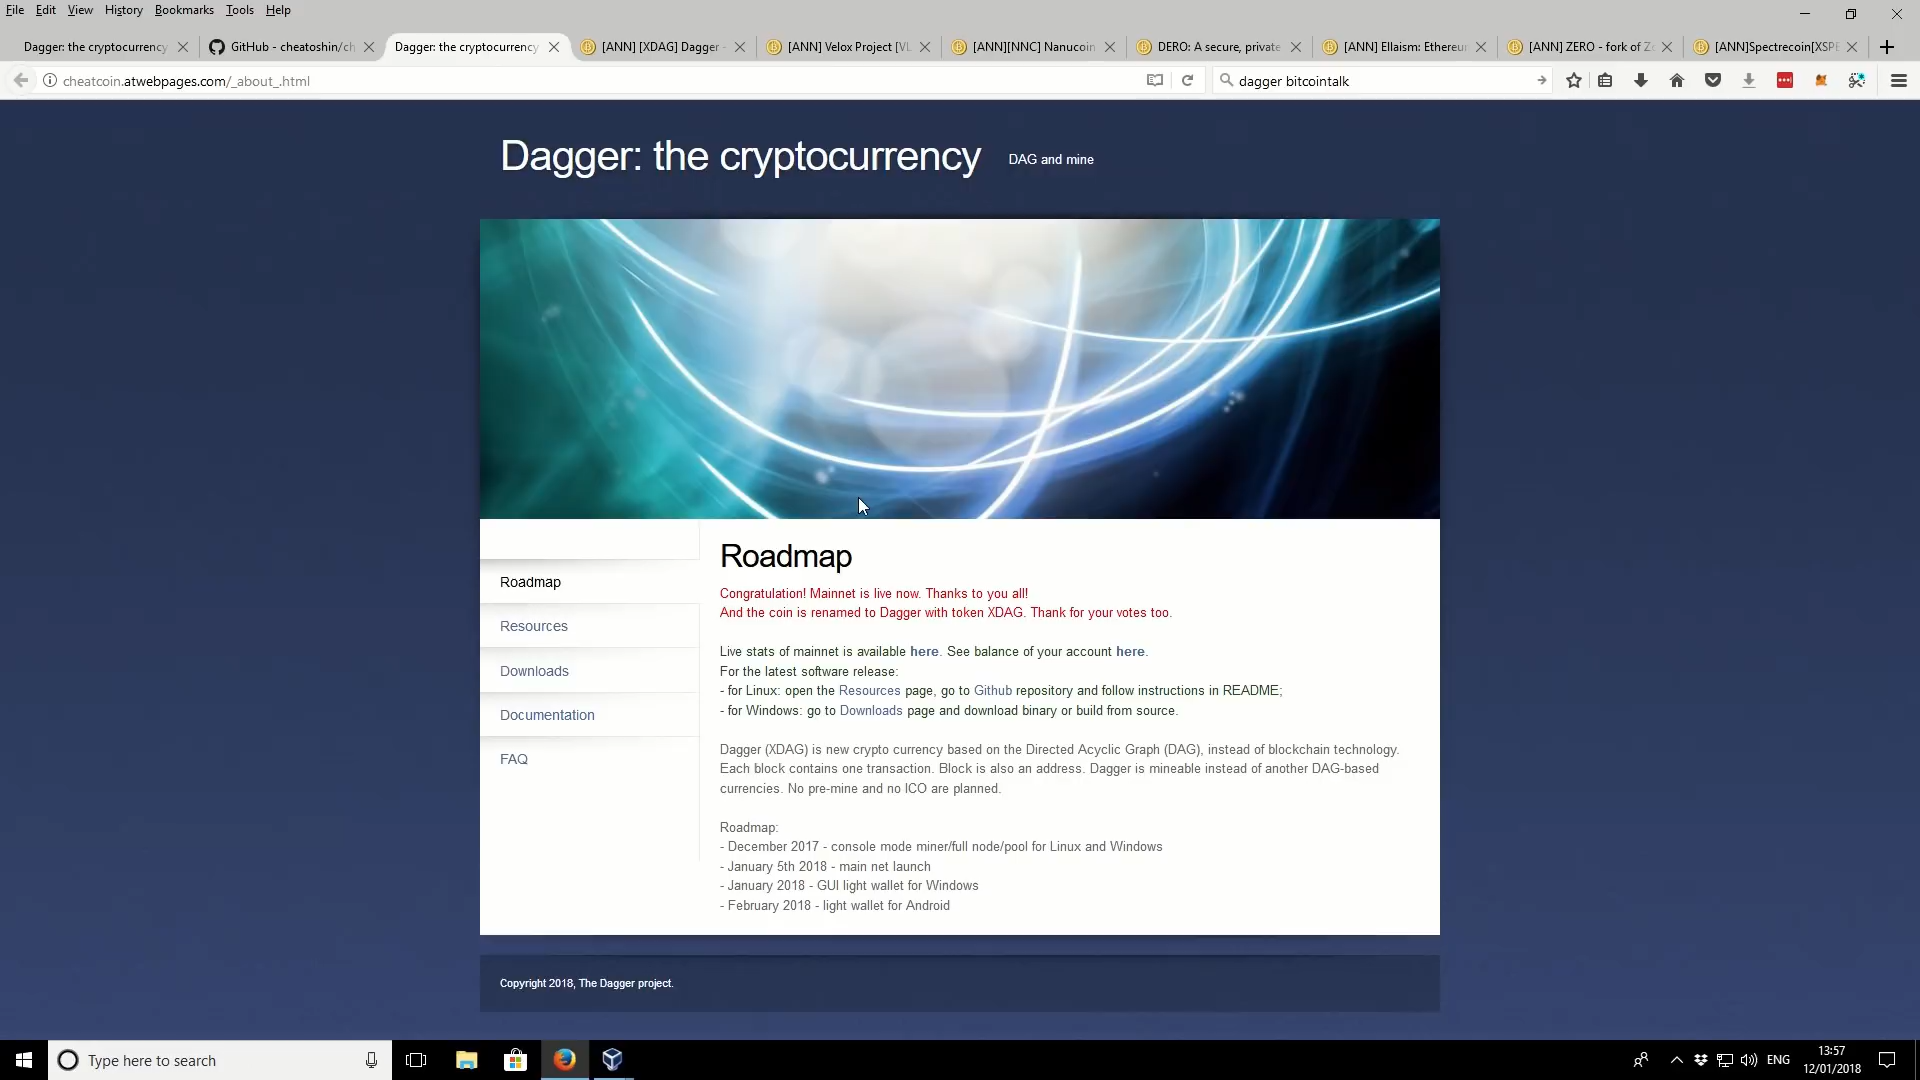 File Edit View History Bookmarks Tools Help
Dagger: the cryptocurrency
GitHub - cheatoshin/ch
Dagger: the cryptocurrency
[ANN] [XDAG] Dagger -
[ANN] Velox Project [VL
[ANN][NNC] Nanucoin
DERO: A secure, private
[ANN] Ellaism: Ethereu
[ANN] ZERO - fork of Ze
[ANN]Spectrecoin[XSPE
cheatcoin.atwebpages.com/_about_.html
dagger bitcointalk
Dagger: the cryptocurrency
DAG and mine
Roadmap
Resources
Downloads
Documentation
FAQ
Roadmap
Congratulation! Mainnet is live now. Thanks to you all!
And the coin is renamed to Dagger with token XDAG. Thank for your votes too.
Live stats of mainnet is available here. See balance of your account here.
For the latest software release:
- for Linux: open the Resources page, go to Github repository and follow instructions in README;
- for Windows: go to Downloads page and download binary or build from source.
Dagger (XDAG) is new crypto currency based on the Directed Acyclic Graph (DAG), instead of blockchain technology.
Each block contains one transaction. Block is also an address. Dagger is mineable instead of another DAG-based
currencies. No pre-mine and no ICO are planned.
Roadmap:
- December 2017 - console mode miner/full node/pool for Linux and Windows
- January 5th 2018 - main net launch
- January 2018 - GUI light wallet for Windows
- February 2018 - light wallet for Android
Copyright 2018, The Dagger project.
Type here to search
ENG
13:57
12/01/2018